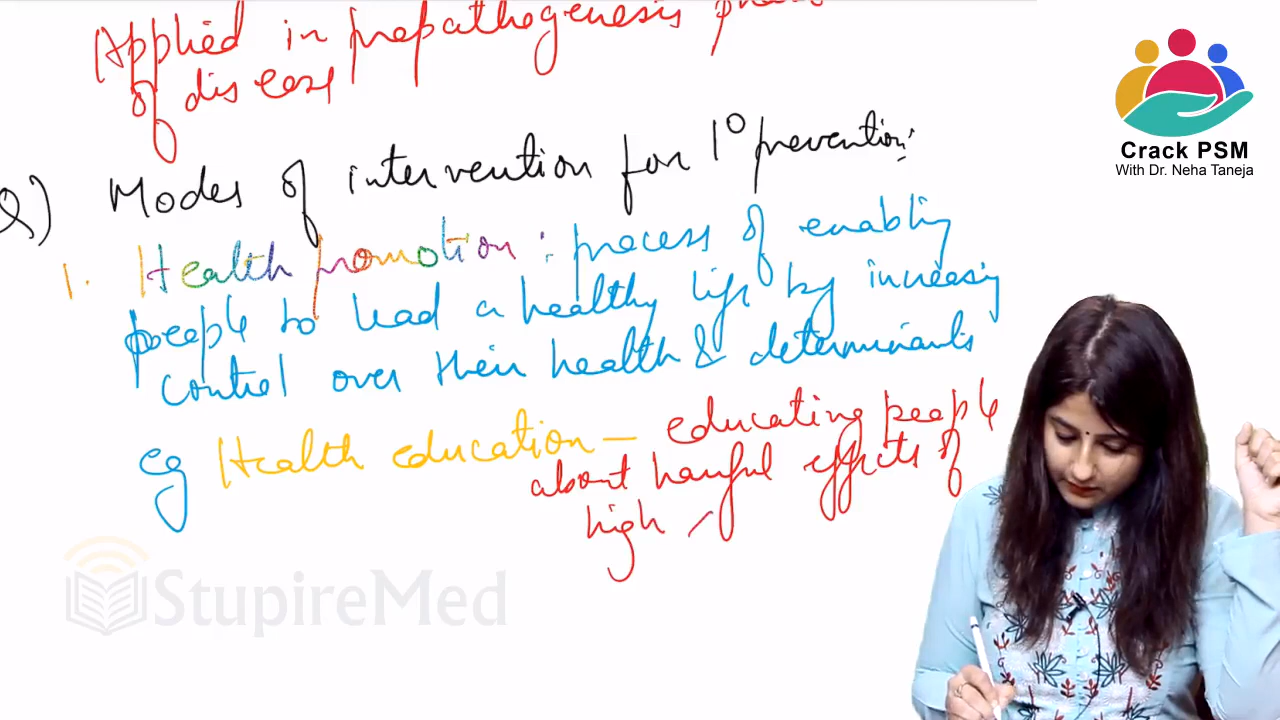 Applied in prepathogenesis phase
of disease
Q) Modes of intervention for 1° prevention:
1. Health promotion : process of enabling
people to lead a healthy life by increasing
control over their health & determinants
eg Health education – educating people
about harmful effects of
high
StupireMed
Crack PSM
With Dr. Neha Taneja